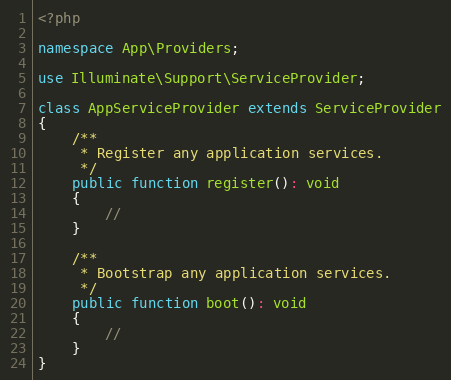 1 <?php
2
3 namespace App\Providers;
4
5 use Illuminate\Support\ServiceProvider;
6
7 class AppServiceProvider extends ServiceProvider
8 {
9     /**
10      * Register any application services.
11      */
12     public function register(): void
13     {
14         //
15     }
16
17     /**
18      * Bootstrap any application services.
19      */
20     public function boot(): void
21     {
22         //
23     }
24 }